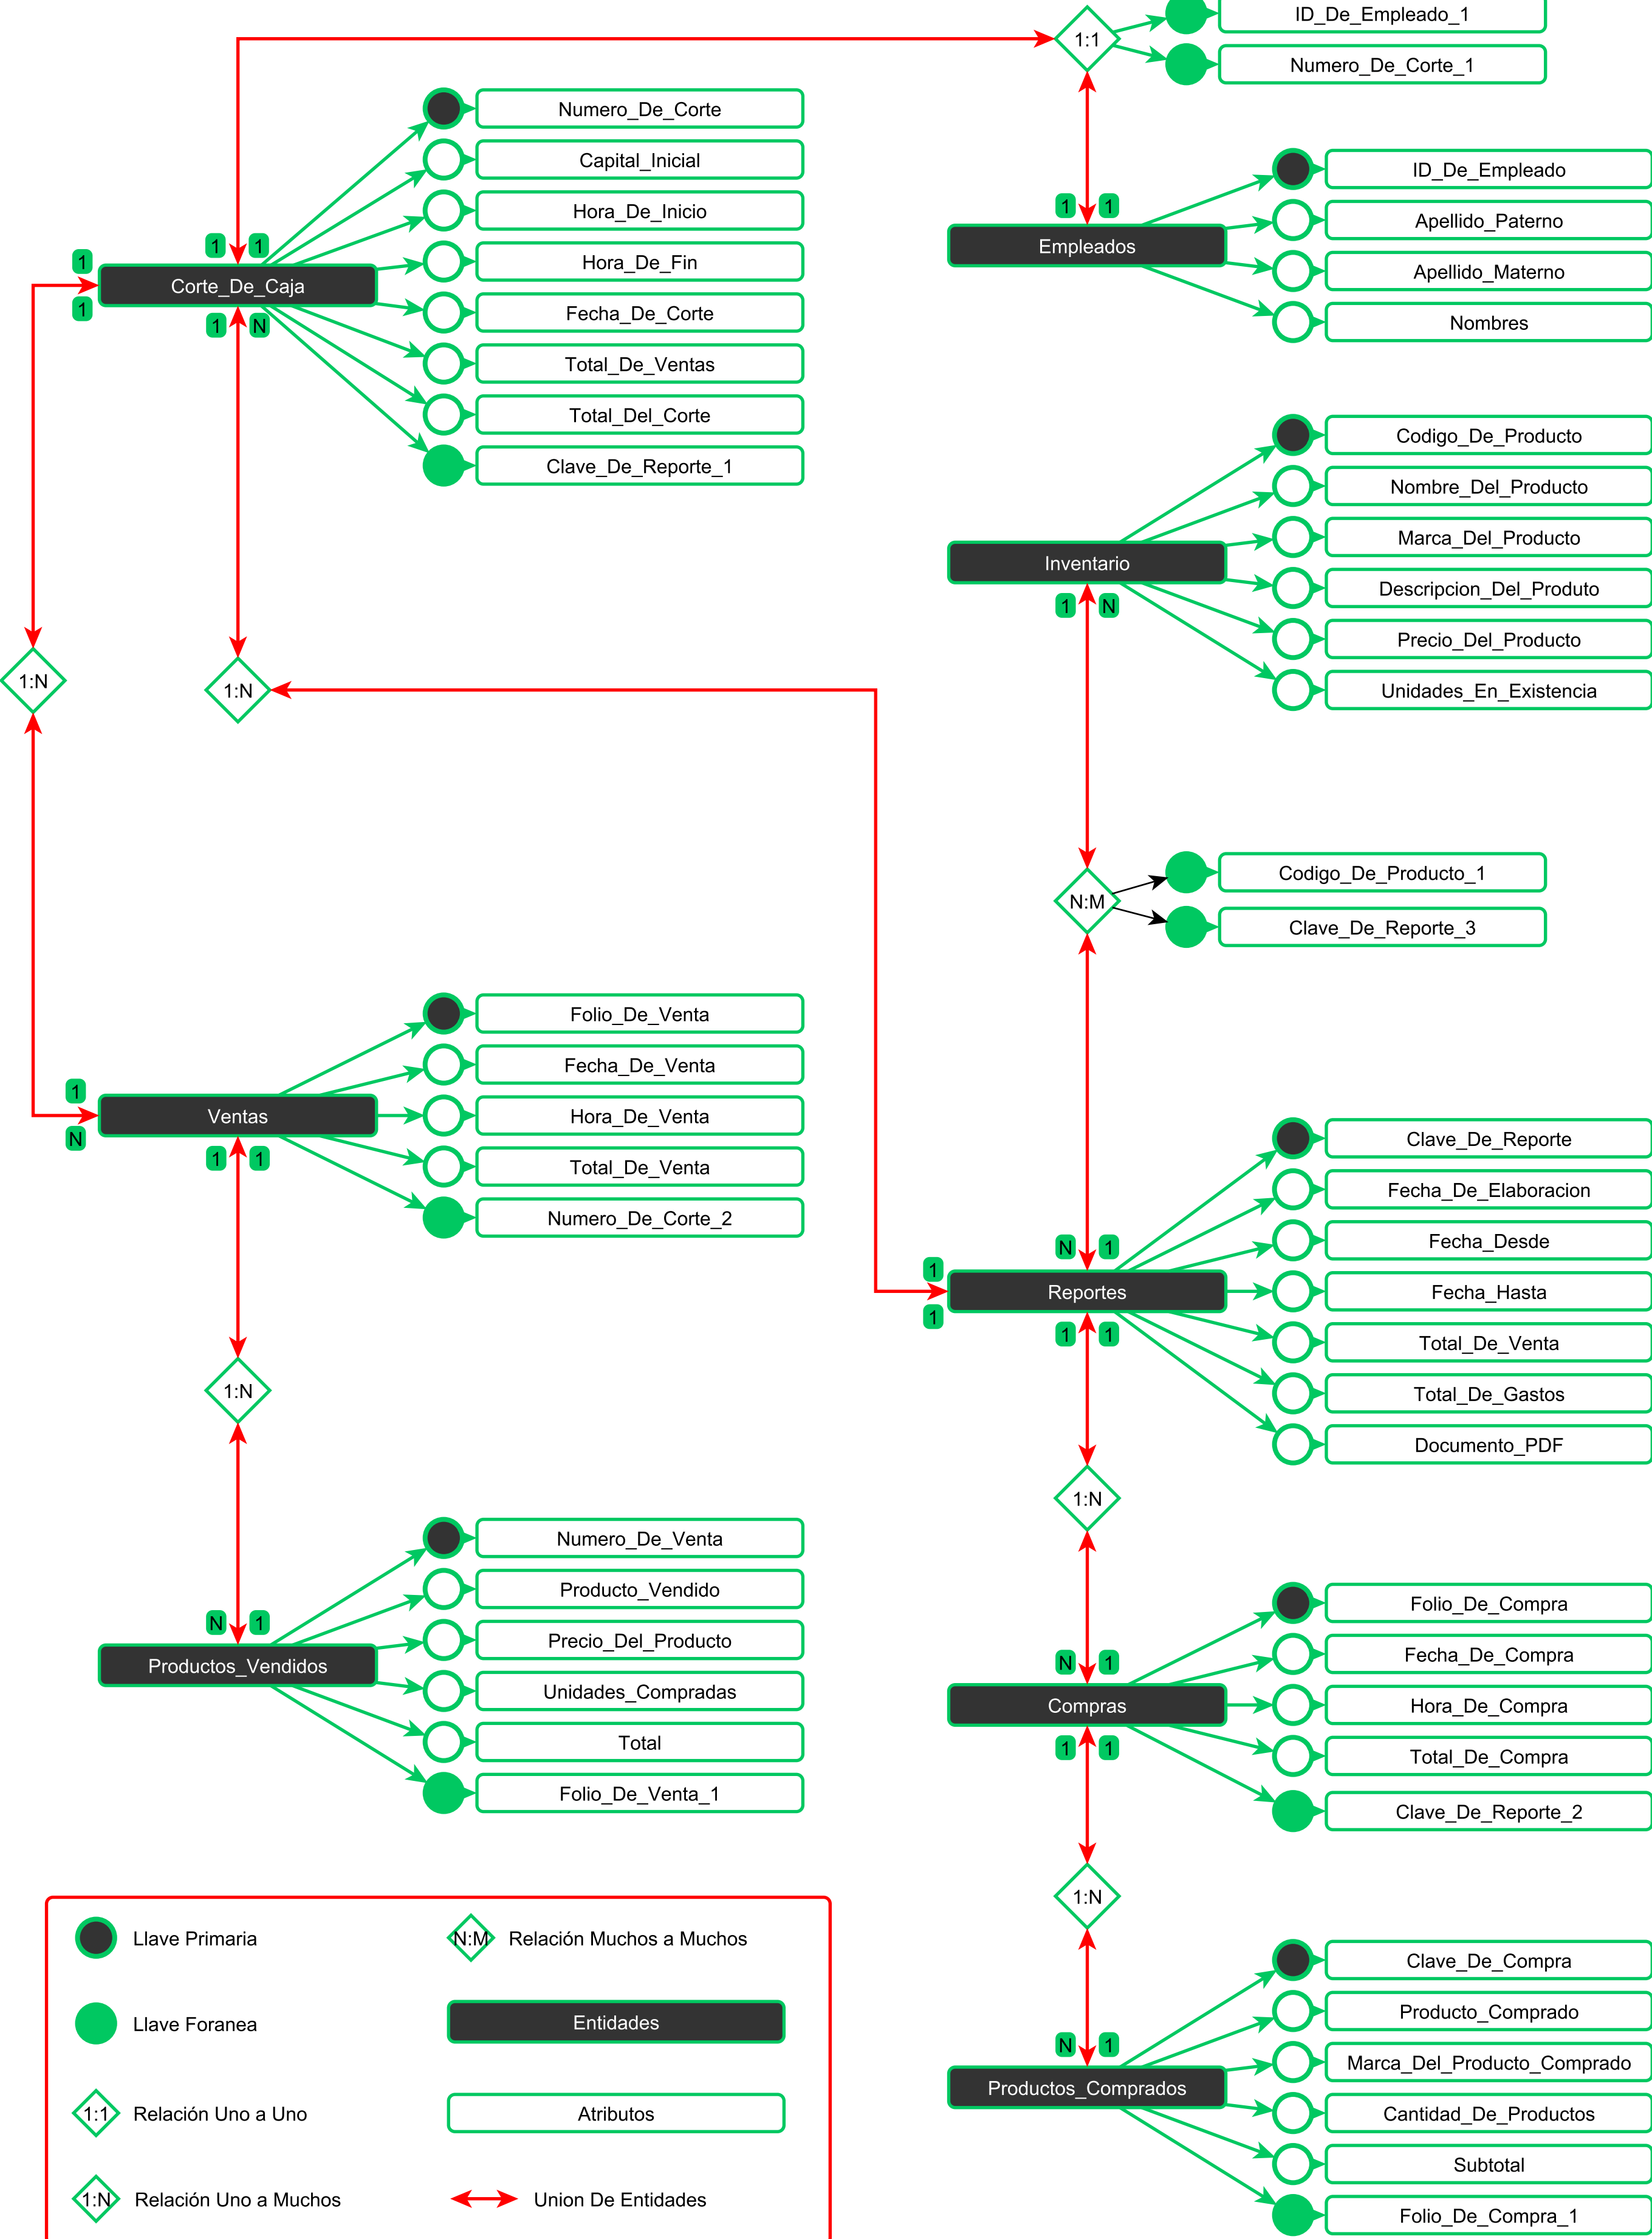 ID_De_Empleado_1
1:1
Numero_De_Corte_1
Numero_De_Corte
Capital_Inicial
Hora_De_Inicio
Hora_De_Fin
Fecha_De_Corte
Total_De_Ventas
Total_Del_Corte
Clave_De_Reporte_1
1 1
1
Corte_De_Caja
1
1 N
ID_De_Empleado
Apellido_Paterno
Apellido_Materno
Nombres
1 1
Empleados
Codigo_De_Producto
Nombre_Del_Producto
Marca_Del_Producto
Descripcion_Del_Produto
Precio_Del_Producto
Unidades_En_Existencia
Inventario
1 N
1:N
1:N
Codigo_De_Producto_1
N:M
Clave_De_Reporte_3
Folio_De_Venta
Fecha_De_Venta
Hora_De_Venta
Total_De_Venta
Numero_De_Corte_2
1
Ventas
N
1 1
Clave_De_Reporte
Fecha_De_Elaboracion
Fecha_Desde
Fecha_Hasta
Total_De_Venta
Total_De_Gastos
Documento_PDF
N 1
1
Reportes
1
1 1
1:N
1:N
Numero_De_Venta
Producto_Vendido
Precio_Del_Producto
Unidades_Compradas
Total
Folio_De_Venta_1
N 1
Productos_Vendidos
Folio_De_Compra
Fecha_De_Compra
Hora_De_Compra
Total_De_Compra
Clave_De_Reporte_2
N 1
Compras
1 1
1:N
Clave_De_Compra
Producto_Comprado
Marca_Del_Producto_Comprado
Cantidad_De_Productos
Subtotal
Folio_De_Compra_1
N 1
Productos_Comprados
Llave Primaria
N:M Relación Muchos a Muchos
Llave Foranea
Entidades
1:1 Relación Uno a Uno
Atributos
1:N Relación Uno a Muchos
Union De Entidades